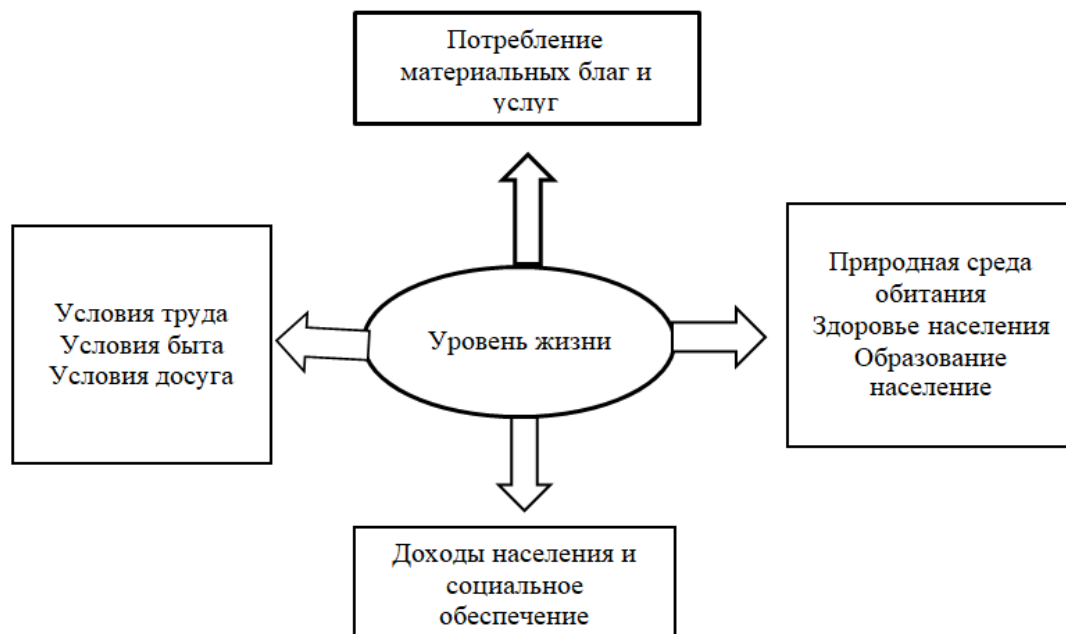 Потребление
материальных благ и
услуг
Условия труда
Условия быта
Условия досуга
Уровень жизни
Природная среда
обитания
Здоровье населения
Образование
население
Доходы населения и
социальное
обеспечение